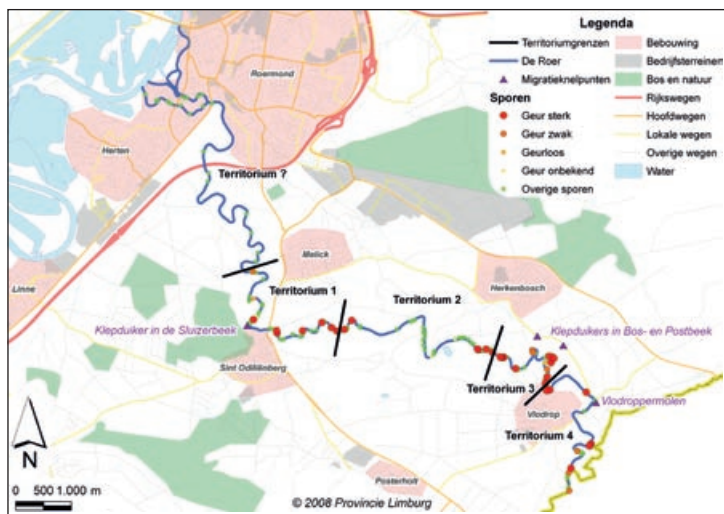 Legenda
Territoriumgrenzen
De Roer
Migratieknelpunten
Sporen
Geur sterk
Geur zwak
Geurloos
Geur onbekend
Overige sporen
Bebouwing
Bedrijfsterreinen
Bos en natuur
Rijkswegen
Hoofdwegen
Lokale wegen
Overige wegen
Water
Roermond
Herten
Territorium ?
Linne
Melick
Territorium 1
Territorium 2
Herkenbosch
Klepduiker in de Sluizerbeek
Klepduikers in Bos- en Postbeek
Sint Odiliënberg
Territorium 3
Vlodrop
Vlodroppermolen
Territorium 4
Posterholt
N
0 500 1.000 m
© 2008 Provincie Limburg